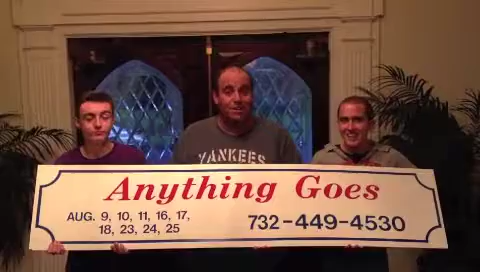 YANKEES
Anything Goes
AUG. 9, 10, 11, 16, 17,
18, 23, 24, 25
732-449-4530